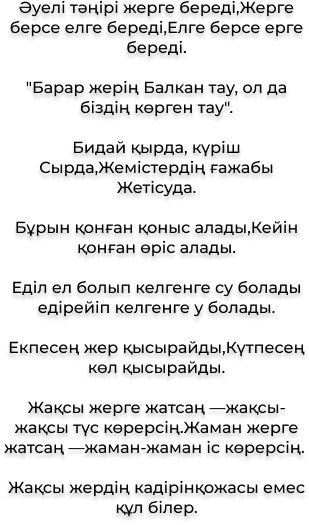 Әуелі тәңірі жерге береді,Жерге
берсе елге береді,Елге берсе ерге
береді.
"Барар жерің Балкан тау, ол да
біздің көрген тау".
Бидай қырда, күріш
Сырда,Жемістердің ғажабы
Жетісуда.
Бұрын қонған қоныс алады,Кейін
қонған өріс алады.
Еділ ел болып келгенге су болады
едірейіп келгенге у болады.
Екпесең жер қысырайды,Күтпесең
көл қысырайды.
Жақсы жерге жатсаң —жақсы-
жақсы түс көрерсің.Жаман жерге
жатсаң —жаман-жаман іс көрерсің.
Жақсы жердің кадірінқожасы емес
құл білер.